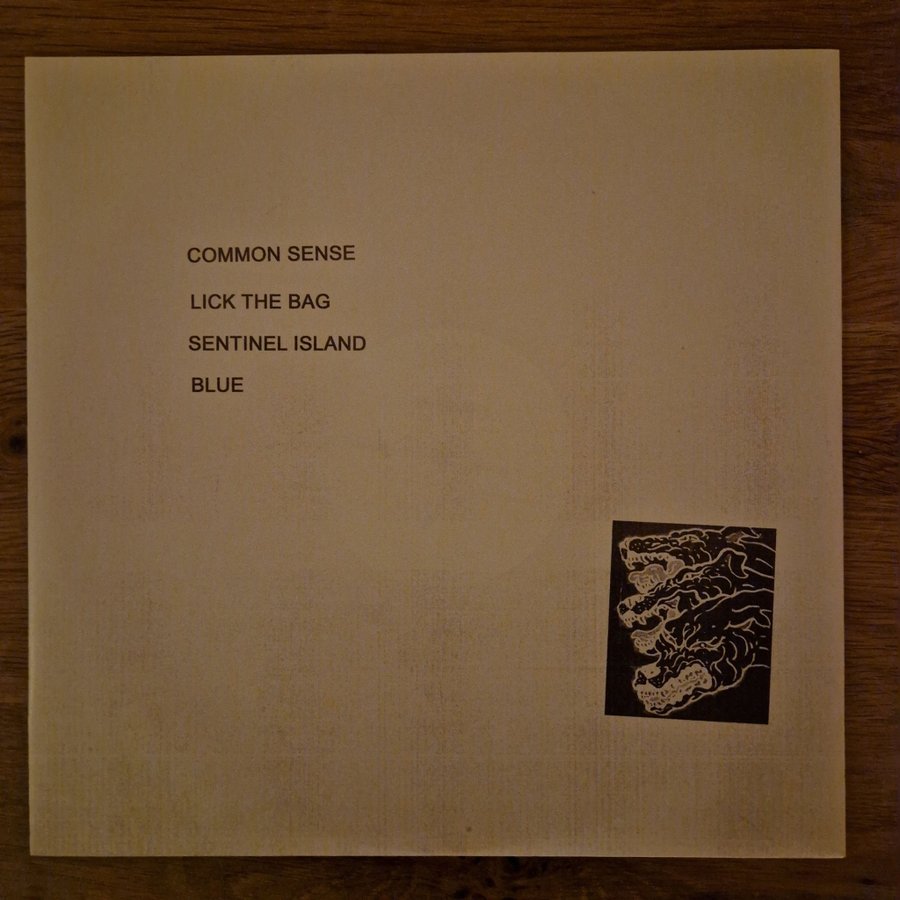 COMMON SENSE
LICK THE BAG
SENTINEL ISLAND
BLUE